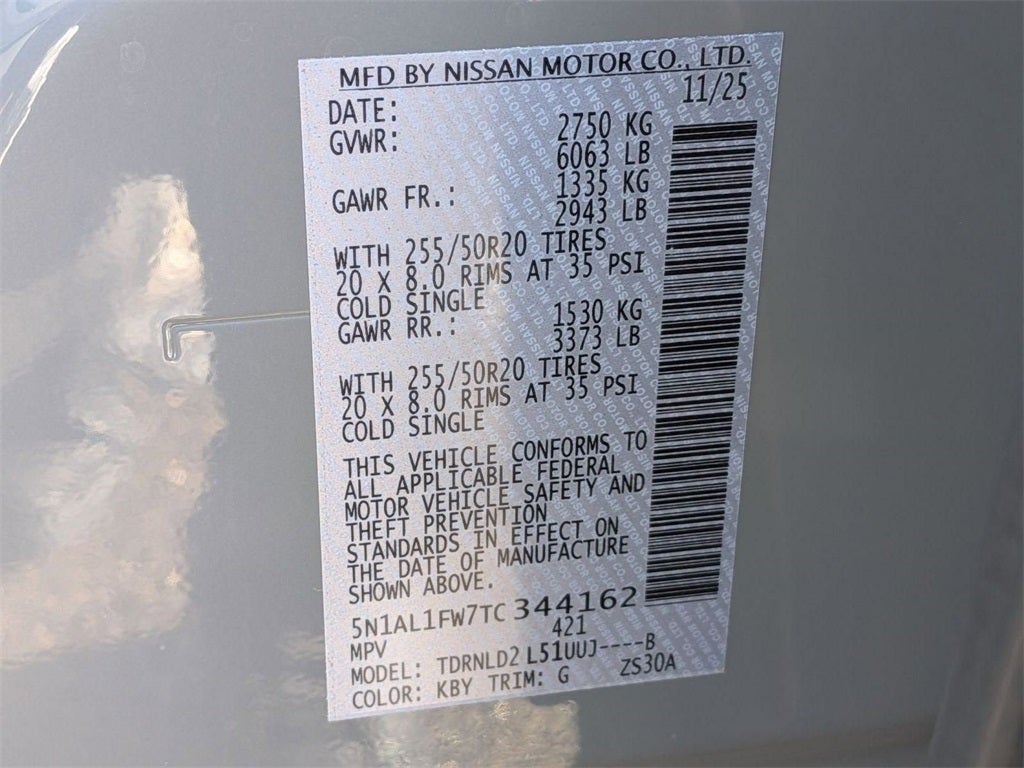 MFD BY NISSAN MOTOR CO., LTD.
DATE: 11/25
GVWR: 2750 KG
6063 LB
GAWR FR.: 1335 KG
2943 LB
WITH 255/50R20 TIRES
20 X 8.0 RIMS AT 35 PSI
COLD SINGLE
GAWR RR.: 1530 KG
3373 LB
WITH 255/50R20 TIRES
20 X 8.0 RIMS AT 35 PSI
COLD SINGLE
THIS VEHICLE CONFORMS TO
ALL APPLICABLE FEDERAL
MOTOR VEHICLE SAFETY AND
THEFT PREVENTION
STANDARDS IN EFFECT ON
THE DATE OF MANUFACTURE
SHOWN ABOVE.
5N1AL1FW7TC 344162
MPV 421
MODEL: TDRNLD2 L51UUJ----B
COLOR: KBY TRIM: G ZS30A